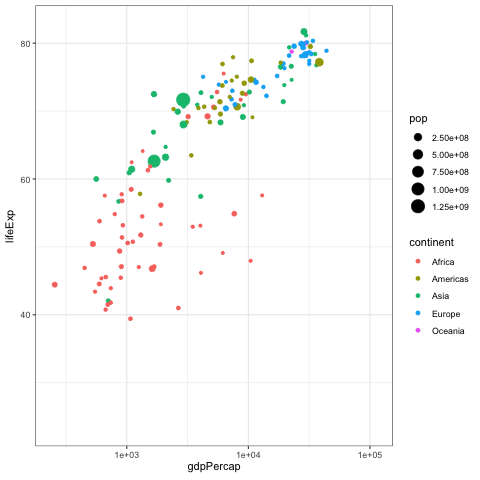 80
60
40
lifeExp
1e+03
1e+04
1e+05
gdpPercap
pop
2.50e+08
5.00e+08
7.50e+08
1.00e+09
1.25e+09
continent
Africa
Americas
Asia
Europe
Oceania